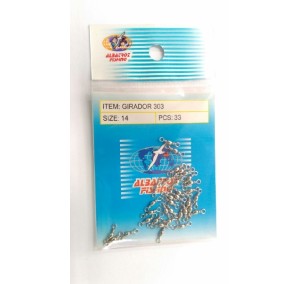 ALBATROS
FISHING
ITEM: GIRADOR 303
SIZE: 14 PCS: 33
ALBATROS
FISHING